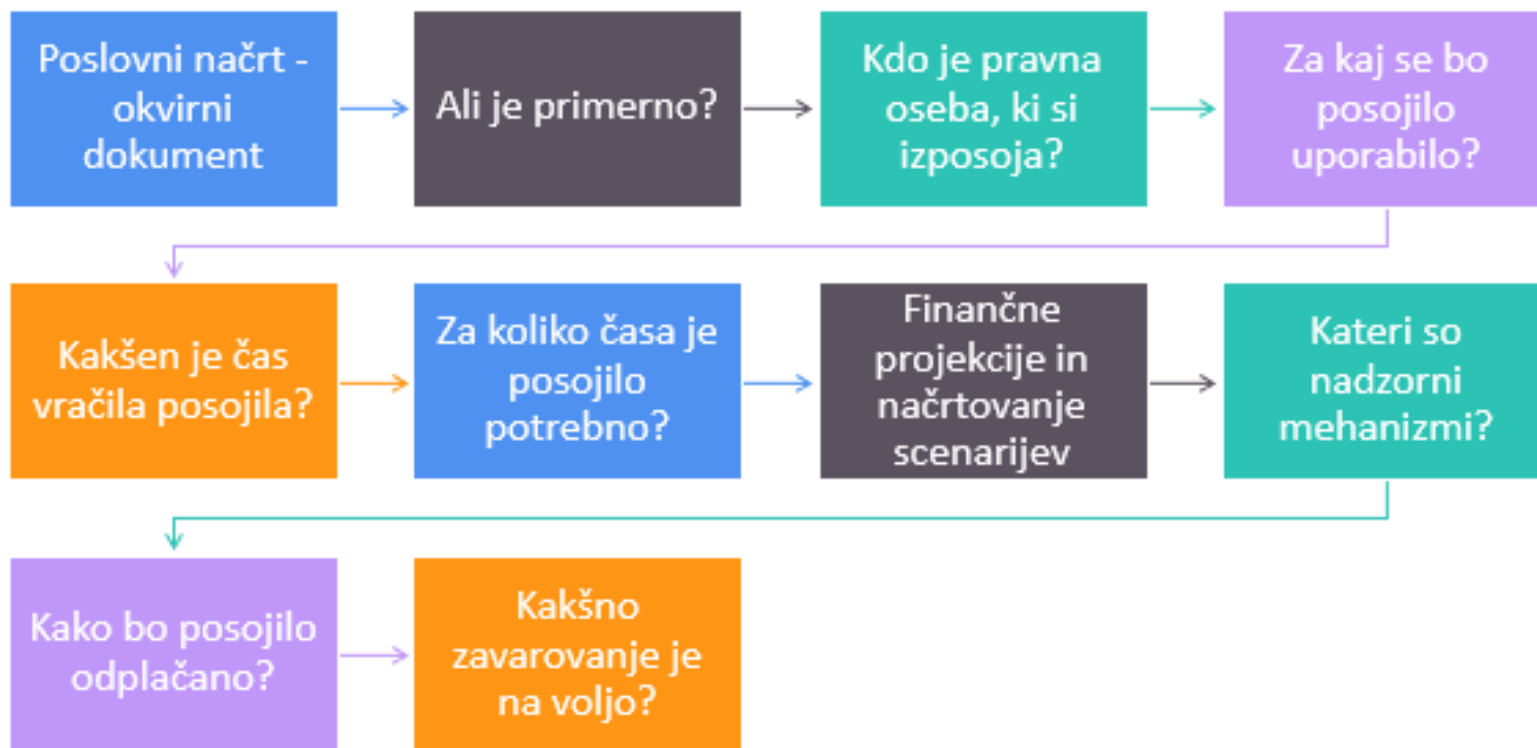 Poslovni načrt -
okvirni
dokument
Ali je primerno?
Kdo je pravna
oseba, ki si
izposoja?
Za kaj se bo
posojilo
uporabilo?
Kakšen je čas
vračila posojila?
Za koliko časa je
posojilo
potrebno?
Finančne
projekcije in
načrtovanje
scenarijev
Kateri so
nadzorni
mehanizmi?
Kako bo posojilo
odplačano?
Kakšno
zavarovanje je
na voljo?